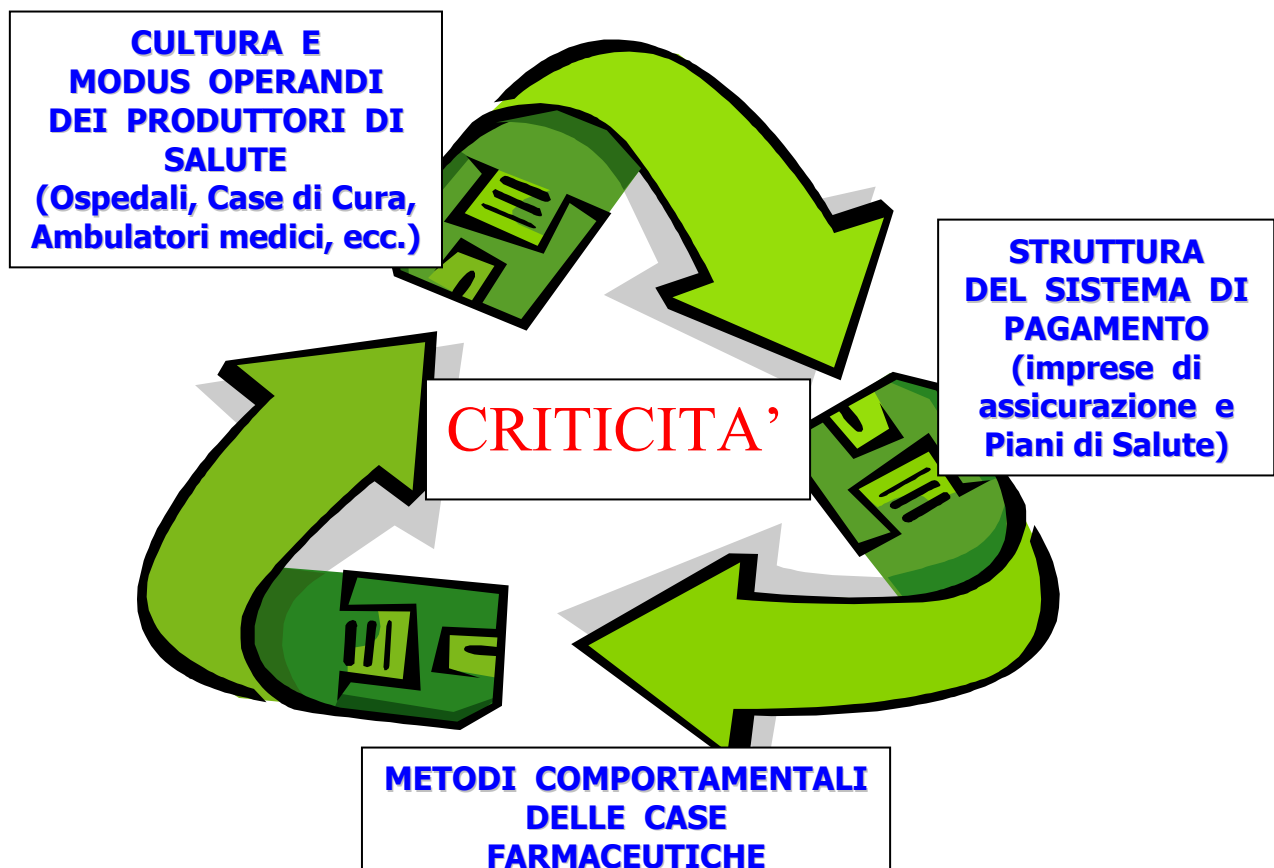 CULTURA E
MODUS OPERANDI
DEI PRODUTTORI DI
SALUTE
(Ospedali, Case di Cura,
Ambulatori medici, ecc.)
STRUTTURA
DEL SISTEMA DI
PAGAMENTO
(imprese di
assicurazione e
Piani di Salute)
CRITICITA’
METODI COMPORTAMENTALI
DELLE CASE
FARMACEUTICHE